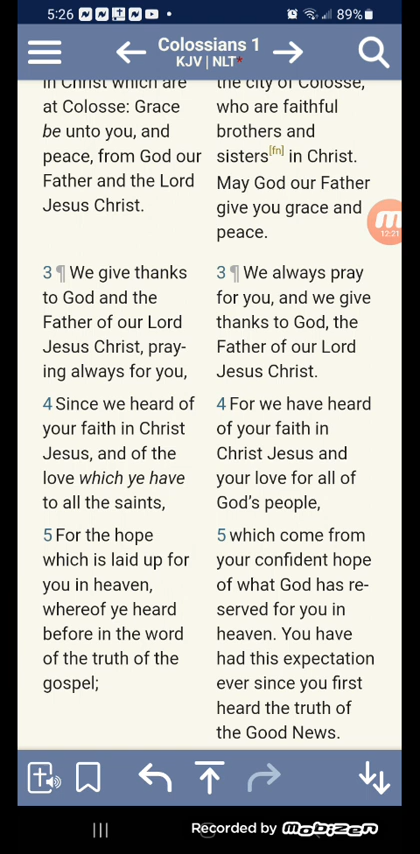 5:26
89%
Colossians 1
KJV | NLT*
in Christ which are
at Colosse: Grace
be unto you, and
peace, from God our
Father and the Lord
Jesus Christ.
3 ¶ We give thanks
to God and the
Father of our Lord
Jesus Christ, pray-
ing always for you,
4 Since we heard of
your faith in Christ
Jesus, and of the
love which ye have
to all the saints,
5 For the hope
which is laid up for
you in heaven,
whereof ye heard
before in the word
of the truth of the
gospel;
the city of Colosse,
who are faithful
brothers and
sisters[fn] in Christ.
May God our Father
give you grace and
peace.
3 ¶ We always pray
for you, and we give
thanks to God, the
Father of our Lord
Jesus Christ.
4 For we have heard
of your faith in
Christ Jesus and
your love for all of
God's people,
5 which come from
your confident hope
of what God has re-
served for you in
heaven. You have
had this expectation
ever since you first
heard the truth of
the Good News.
12:21
Recorded by mobizen